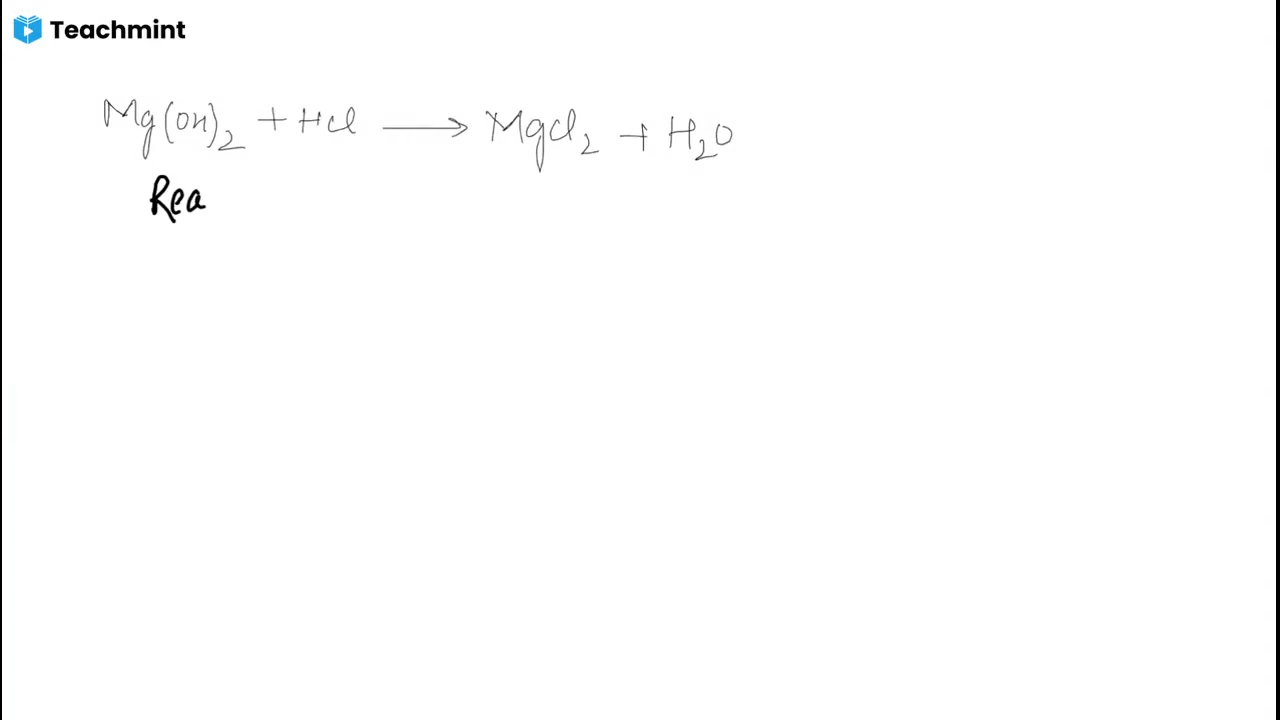 Teachmint
Mg(OH)₂ + HCl ⟶ MgCl₂ + H₂O
Rea